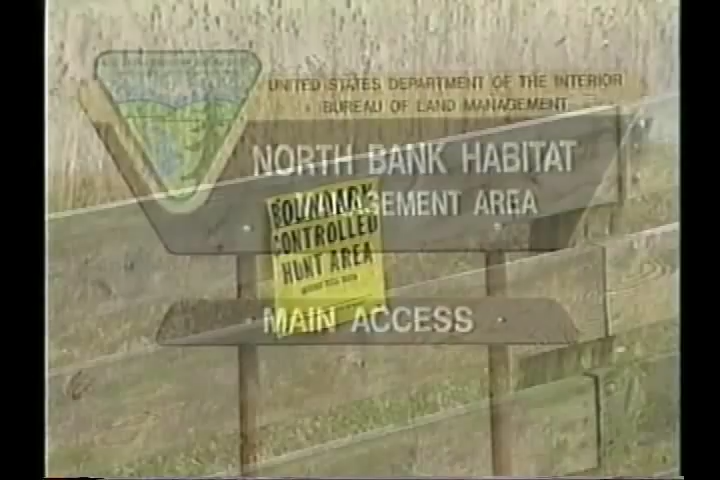 UNITED STATES DEPARTMENT OF THE INTERIOR
BUREAU OF LAND MANAGEMENT
NORTH BANK HABITAT
MANAGEMENT AREA
BOUNDARY
CONTROLLED
HUNT AREA
MAIN ACCESS